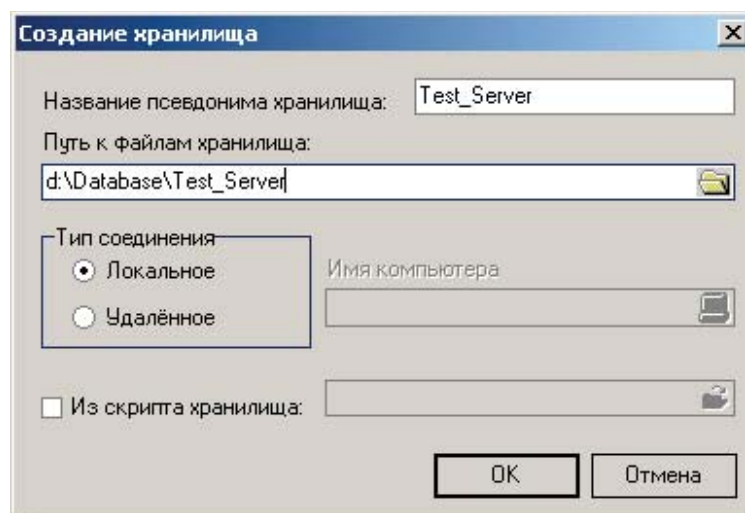 Создание хранилища
Название псевдонима хранилища: Test_Server
Путь к файлам хранилища:
d:\Database\Test_Server
Тип соединения
Локальное
Имя компьютера
Удалённое
Из скрипта хранилища:
OK Отмена